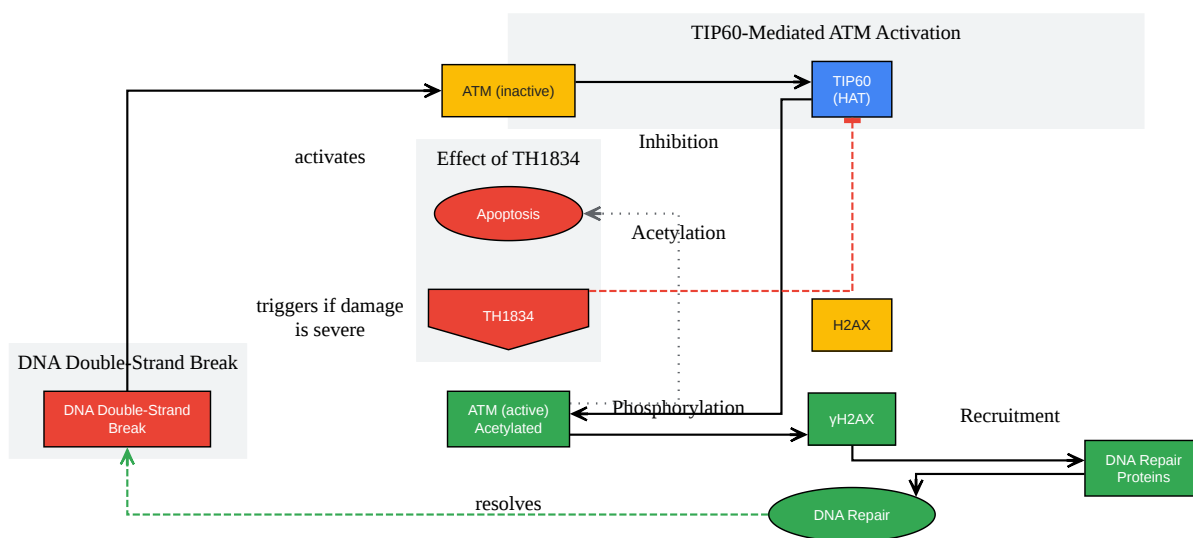 TIP60-Mediated ATM Activation
ATM (inactive)
TIP60
(HAT)
Inhibition
activates
Effect of TH1834
Apoptosis
Acetylation
triggers if damage
is severe
TH1834
H2AX
DNA Double-Strand Break
DNA Double-Strand
Break
ATM (active)
Acetylated
Phosphorylation
γH2AX
Recruitment
DNA Repair
Proteins
resolves
DNA Repair